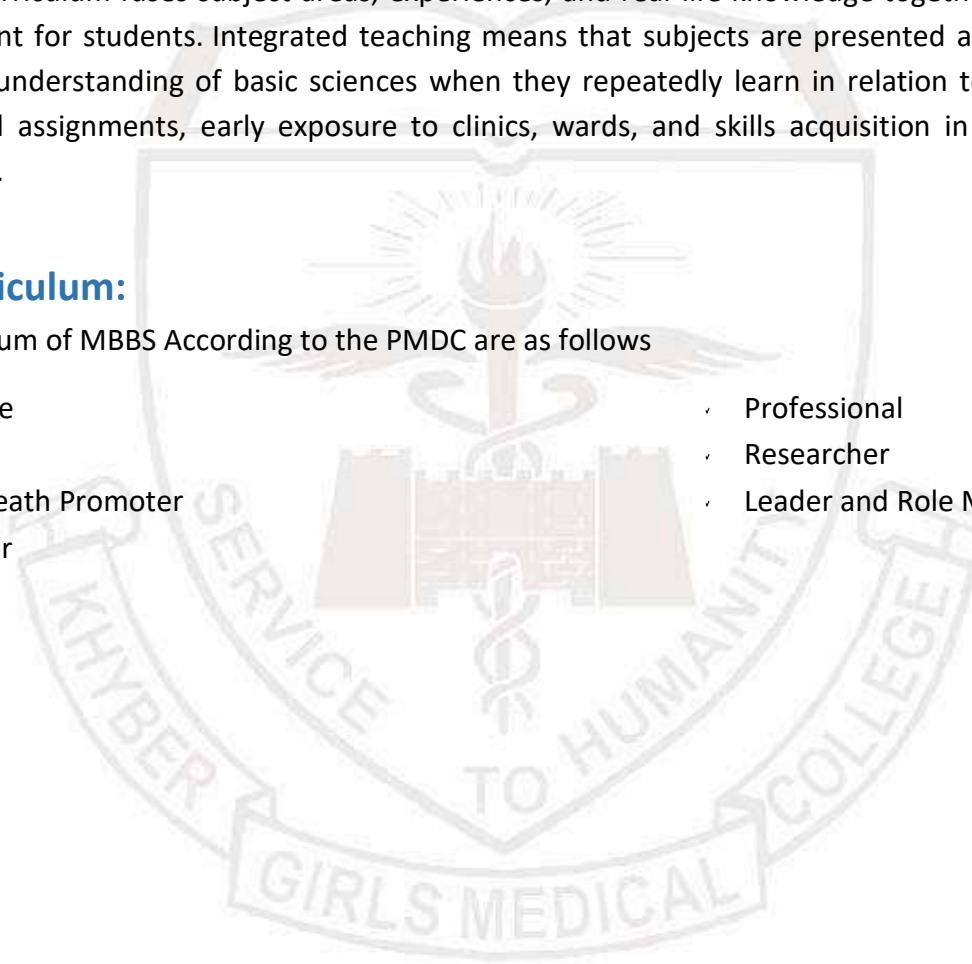 fuses subject areas, experiences, and real life knowledge
nt for students. Integrated teaching means that subjects are presented a
understanding of basic sciences when they repeatedly learn in relation
assignments, early exposure to clinics, wards, and skills acquisition in
.
iculum:
um of MBBS According to the PMDC are as follows
e
✓ Professional
✓ Researcher
eath Promoter
✓ Leader and Role M
r
SERVICE TO HUMANITY
KHYBER GIRLS MEDICAL COLLEGE